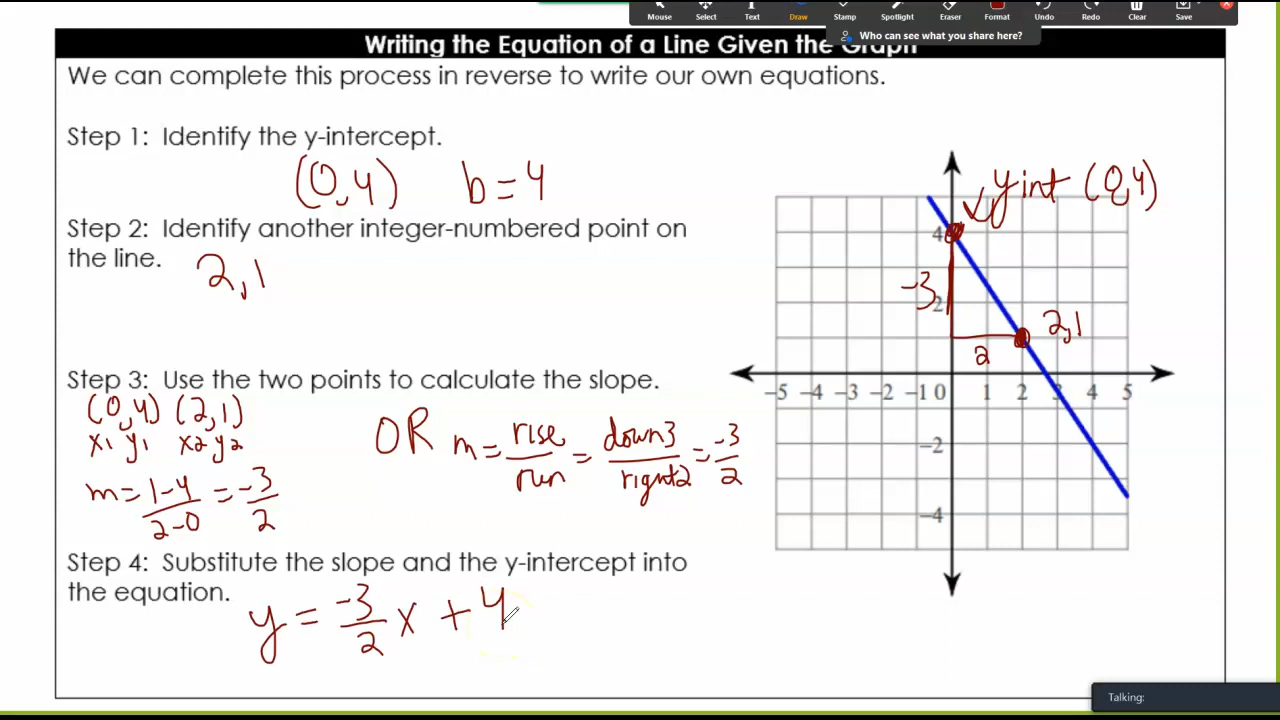 Mouse Select Text Draw Stamp Spotlight Eraser Format Undo Redo Clear Save
Who can see what you share here?
Writing the Equation of a Line Given the Graph
We can complete this process in reverse to write our own equations.
Step 1: Identify the y-intercept.
(0,4) b=4
Step 2: Identify another integer-numbered point on
the line.
2,1
Step 3: Use the two points to calculate the slope.
(0,4) (2,1)
x1 y1 x2 y2
m = 1-4/2-0 = -3/2
OR m = rise/run = down3/right2 = -3/2
Step 4: Substitute the slope and the y-intercept into
the equation.
y = -3/2 x + 4
y int (0,4)
4
-3
2
2,1
2
-5 -4 -3 -2 -1 0 1 2 3 4 5
-2
-4
Talking: